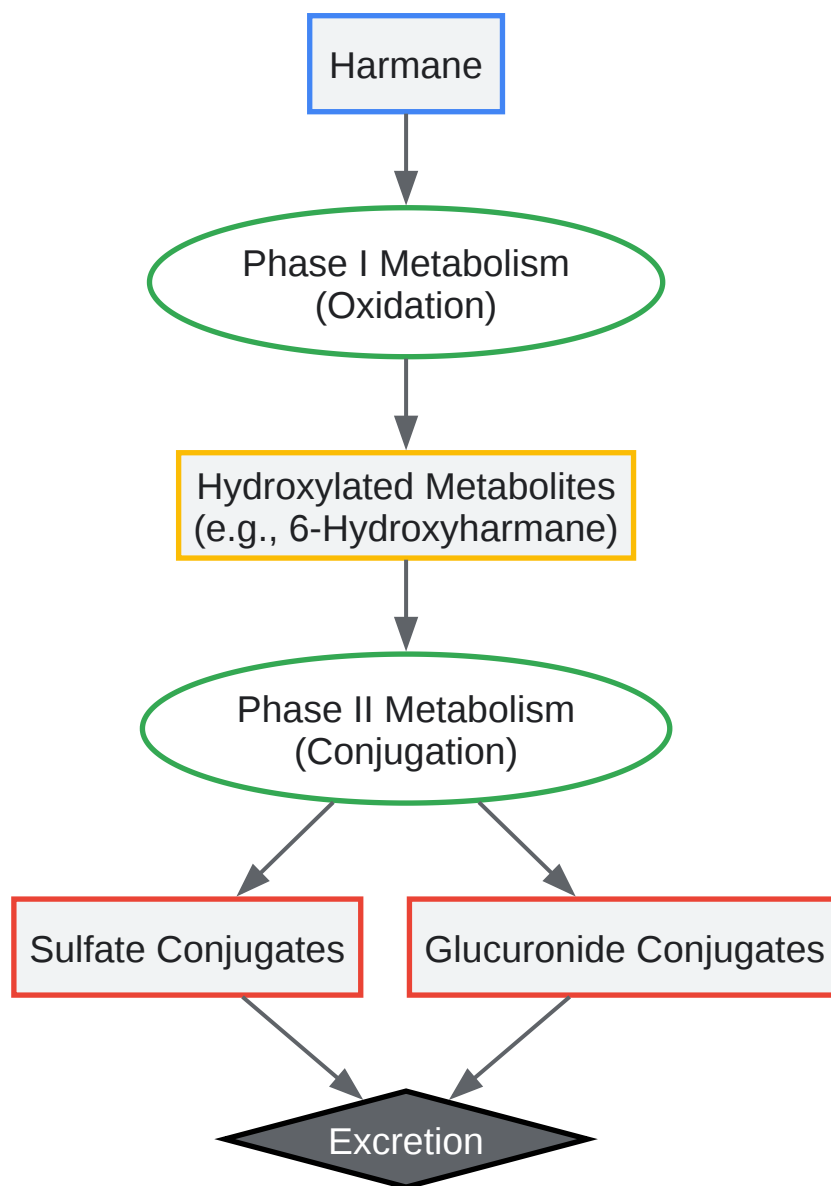 Harmane
Phase I Metabolism
(Oxidation)
Hydroxylated Metabolites
(e.g., 6-Hydroxyharmane)
Phase II Metabolism
(Conjugation)
Sulfate Conjugates
Glucuronide Conjugates
Excretion